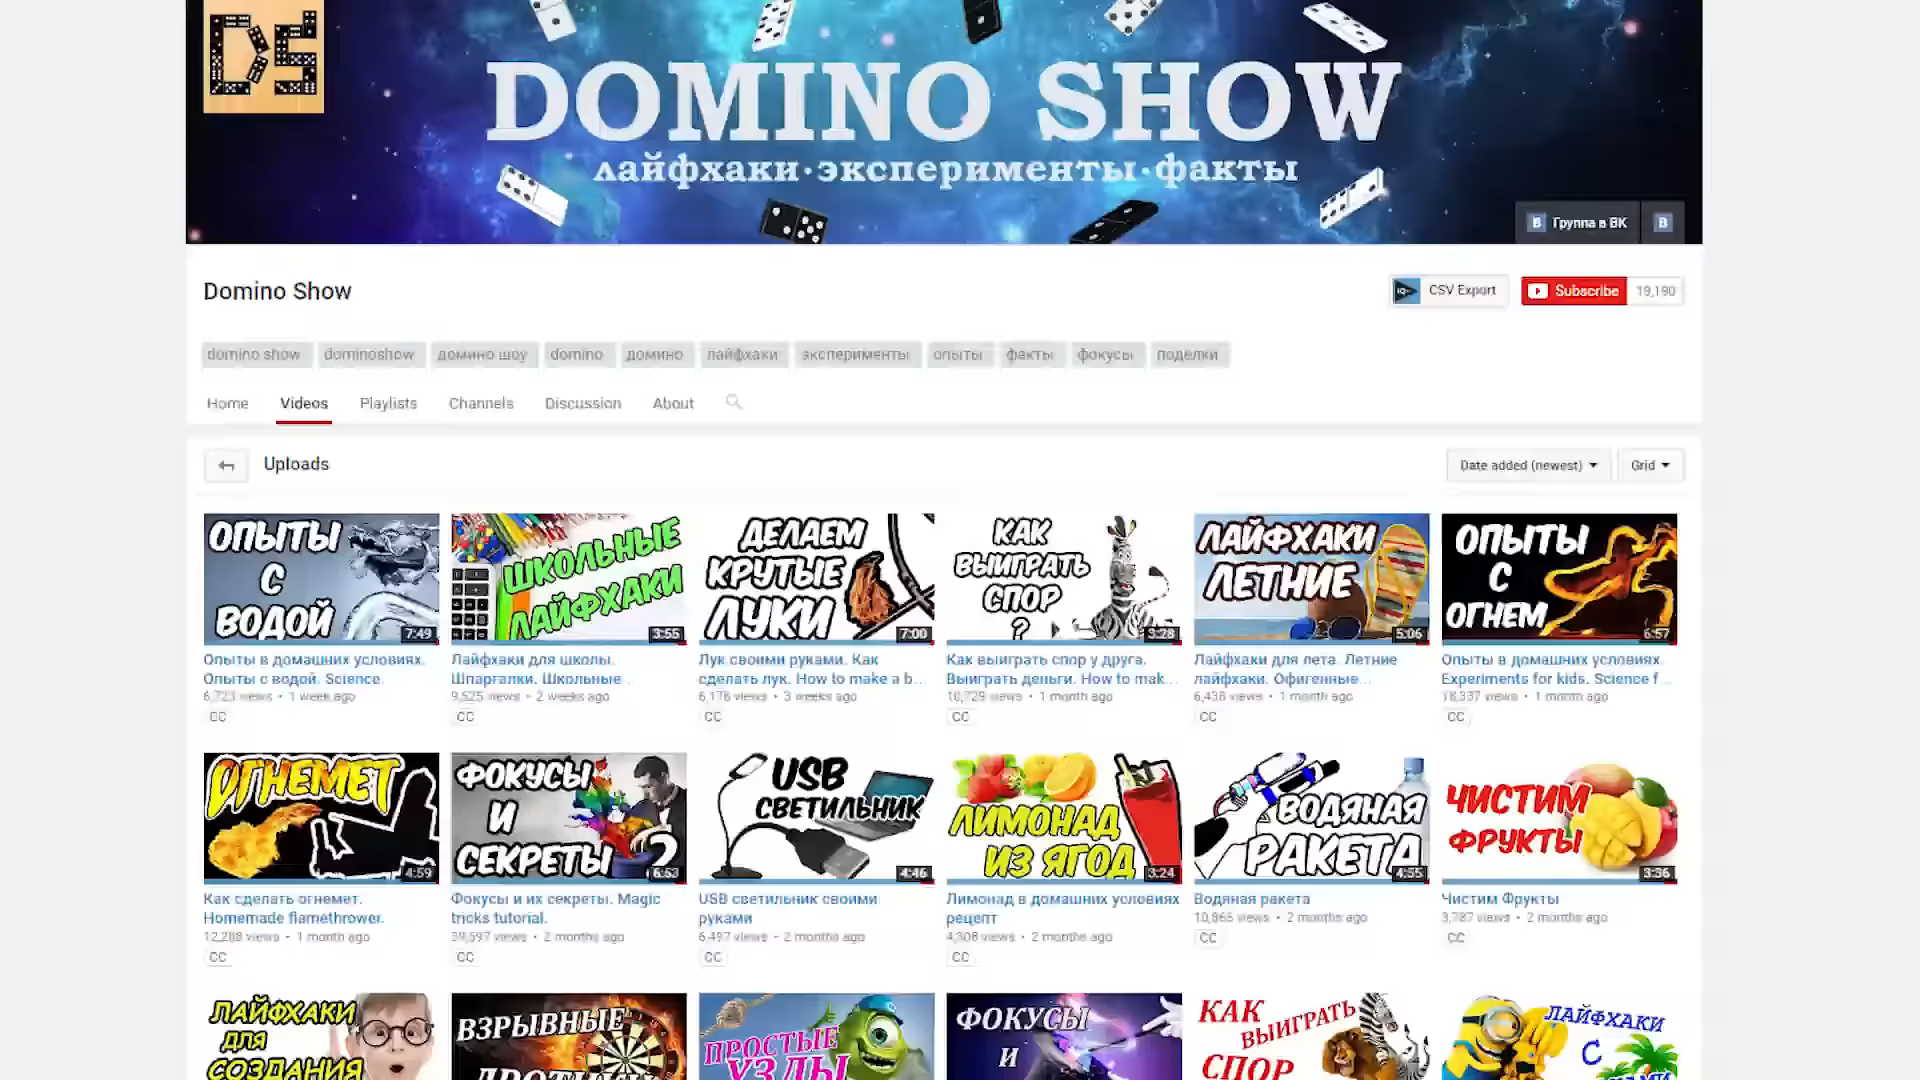 DS
DOMINO SHOW
лайфхаки·эксперименты·факты
B Группа в ВК B
Domino Show
CSV Export
Subscribe 19,190
domino show dominoshow домино шоу domino домино лайфхаки эксперименты опыты факты фокусы поделки
Home Videos Playlists Channels Discussion About
Uploads
Date added (newest) Grid
ОПЫТЫ
С
ВОДОЙ
7:49
ШКОЛЬНЫЕ
ЛАЙФХАКИ
3:55
ДЕЛАЕМ
КРУТЫЕ
ЛУКИ
7:00
КАК
ВЫИГРАТЬ
СПОР
?
3:28
ЛАЙФХАКИ
ЛЕТНИЕ
5:06
ОПЫТЫ
С
ОГНЕМ
6:57
Опыты в домашних условиях.
Опыты с водой. Science.
6,723 views • 1 week ago
CC
Лайфхаки для школы.
Шпаргалки. Школьные ...
9,525 views • 2 weeks ago
CC
Лук своими руками. Как
сделать лук. How to make a b...
6,176 views • 3 weeks ago
CC
Как выиграть спор у друга.
Выиграть деньги. How to mak...
10,729 views • 1 month ago
CC
Лайфхаки для лета. Летние
лайфхаки. Офигенные...
6,438 views • 1 month ago
CC
Опыты в домашних условиях.
Experiments for kids. Science f...
18,337 views • 1 month ago
CC
ОГНЕМЕТ
4:59
ФОКУСЫ
И
СЕКРЕТЫ 2
6:53
USB
СВЕТИЛЬНИК
4:46
ЛИМОНАД
ИЗ ЯГОД
3:24
ВОДЯНАЯ
РАКЕТА
4:55
ЧИСТИМ
ФРУКТЫ
3:36
Как сделать огнемет.
Homemade flamethrower.
12,288 views • 1 month ago
CC
Фокусы и их секреты. Magic
tricks tutorial.
39,597 views • 2 months ago
CC
USB светильник своими
руками
6,497 views • 2 months ago
CC
Лимонад в домашних условиях
рецепт
4,308 views • 2 months ago
CC
Водяная ракета
10,865 views • 2 months ago
CC
Чистим Фрукты
3,787 views • 2 months ago
CC
ЛАЙФХАКИ
ДЛЯ
СОЗДАНИЯ
ВЗРЫВНЫЕ
ДРОТИКИ
ПРОСТЫЕ
УЗЛЫ
ФОКУСЫ
И
КАК
ВЫИГРАТЬ
СПОР
ЛАЙФХАКИ
С